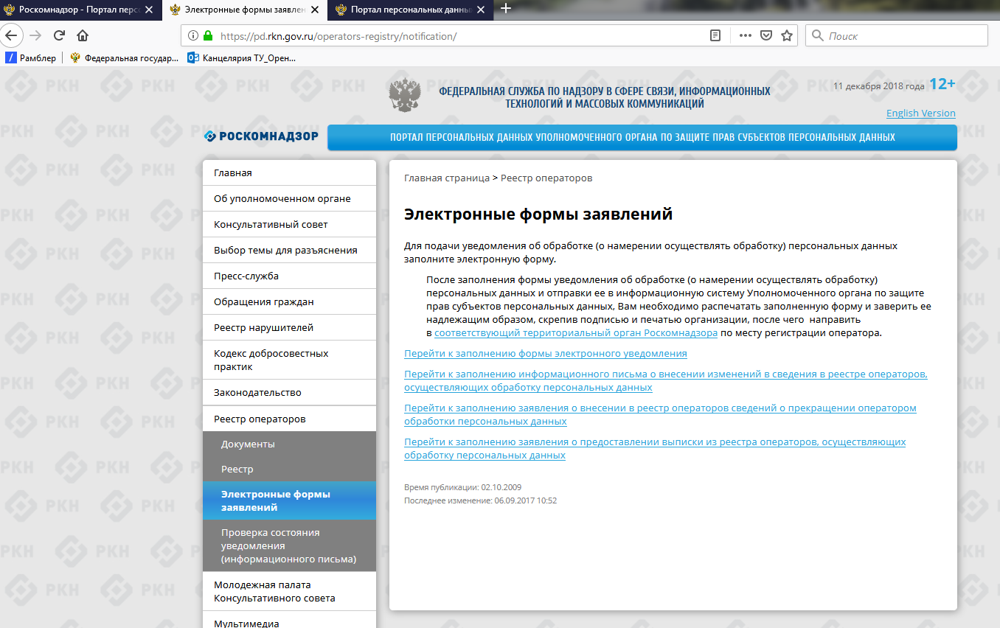 Роскомнадзор - Портал перс
Электронные формы заявлен
Портал персональных данны
https://pd.rkn.gov.ru/operators-registry/notification/
Поиск
Рамблер
Федеральная государ...
Канцелярия ТУ_Орен...
ФЕДЕРАЛЬНАЯ СЛУЖБА ПО НАДЗОРУ В СФЕРЕ СВЯЗИ, ИНФОРМАЦИОННЫХ
ТЕХНОЛОГИЙ И МАССОВЫХ КОММУНИКАЦИЙ
11 декабря 2018 года 12+
English Version
РОСКОМНАДЗОР
ПОРТАЛ ПЕРСОНАЛЬНЫХ ДАННЫХ УПОЛНОМОЧЕННОГО ОРГАНА ПО ЗАЩИТЕ ПРАВ СУБЪЕКТОВ ПЕРСОНАЛЬНЫХ ДАННЫХ
Главная
Об уполномоченном органе
Консультативный совет
Выбор темы для разъяснения
Пресс-служба
Обращения граждан
Реестр нарушителей
Кодекс добросовестных
практик
Законодательство
Реестр операторов
Документы
Реестр
Электронные формы
заявлений
Проверка состояния
уведомления
(информационного письма)
Молодежная палата
Консультативного совета
Мультимедиа
Главная страница > Реестр операторов
Электронные формы заявлений
Для подачи уведомления об обработке (о намерении осуществлять обработку) персональных данных
заполните электронную форму.
После заполнения формы уведомления об обработке (о намерении осуществлять обработку)
персональных данных и отправки ее в информационную систему Уполномоченного органа по защите
прав субъектов персональных данных, Вам необходимо распечатать заполненную форму и заверить ее
надлежащим образом, скрепив подписью и печатью организации, после чего направить
в соответствующий территориальный орган Роскомнадзора по месту регистрации оператора.
Перейти к заполнению формы электронного уведомления
Перейти к заполнению информационного письма о внесении изменений в сведения в реестре операторов,
осуществляющих обработку персональных данных
Перейти к заполнению заявления о внесении в реестр операторов сведений о прекращении оператором
обработки персональных данных
Перейти к заполнению заявления о предоставлении выписки из реестра операторов, осуществляющих
обработку персональных данных
Время публикации: 02.10.2009
Последнее изменение: 06.09.2017 10:52